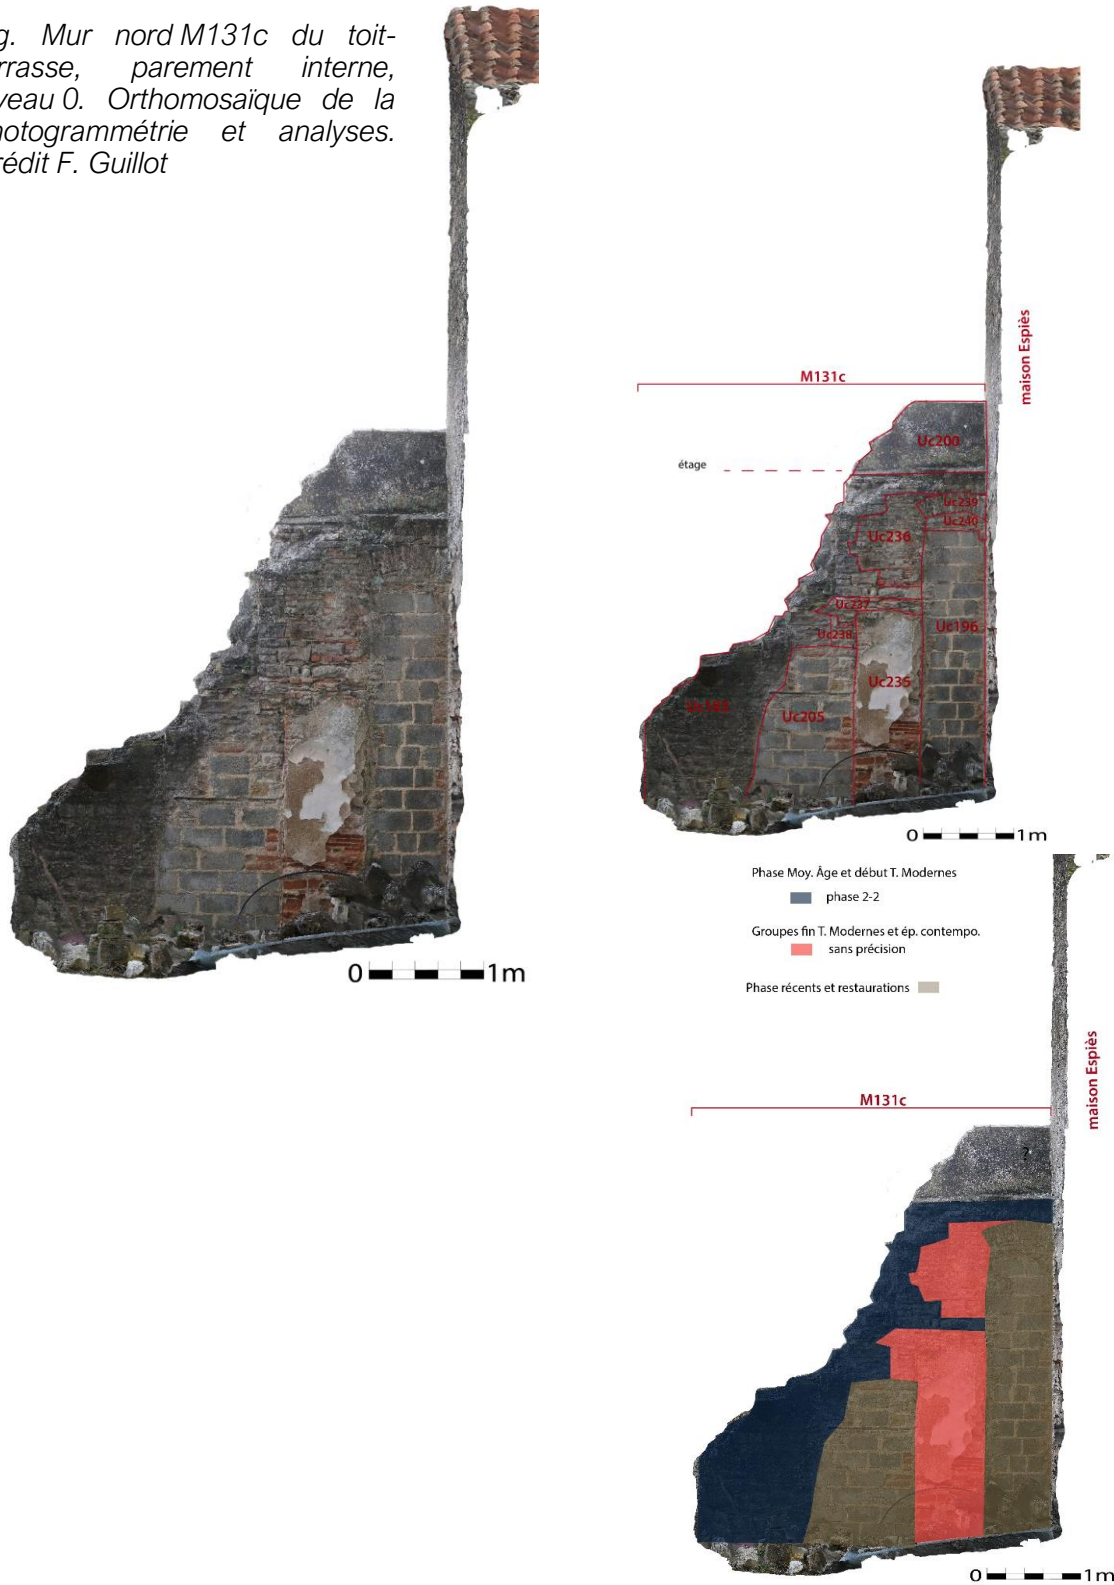 g. Mur nord M131c du toit-
rrasse, parement interne,
veau 0. Orthomosaïque de la
hotogrammétrie et analyses.
rédit F. Guillot
0 1m
M131c
maison Espiès
étage
Uc200
Uc239
Uc240
Uc236
Uc237
Uc238
Uc196
Uc235
Uc205
0 1m
Phase Moy. Âge et début T. Modernes
phase 2-2
Groupes fin T. Modernes et ép. contempo.
sans précision
Phase récents et restaurations
M131c
maison Espiès
?
0 1m